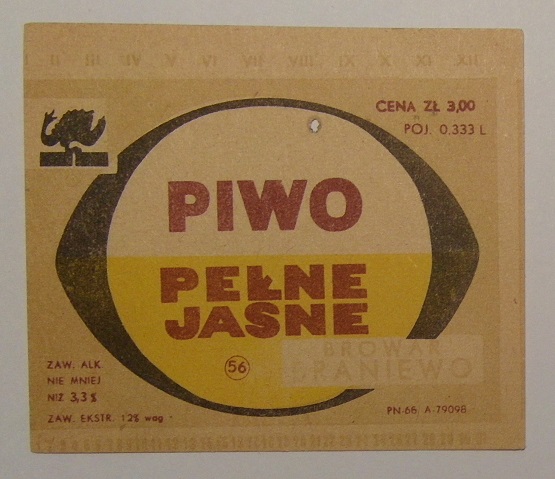 I II III IV V VI VII VIII IX X XI XII
CENA ZŁ 3,00
POJ. 0,333 L
PIWO
PEŁNE
JASNE
BROWAR
BRANIEWO
56
ZAW. ALK.
NIE MNIEJ
NIŻ 3,3%
ZAW. EKSTR. 12% wag.
PN-66. A-79098